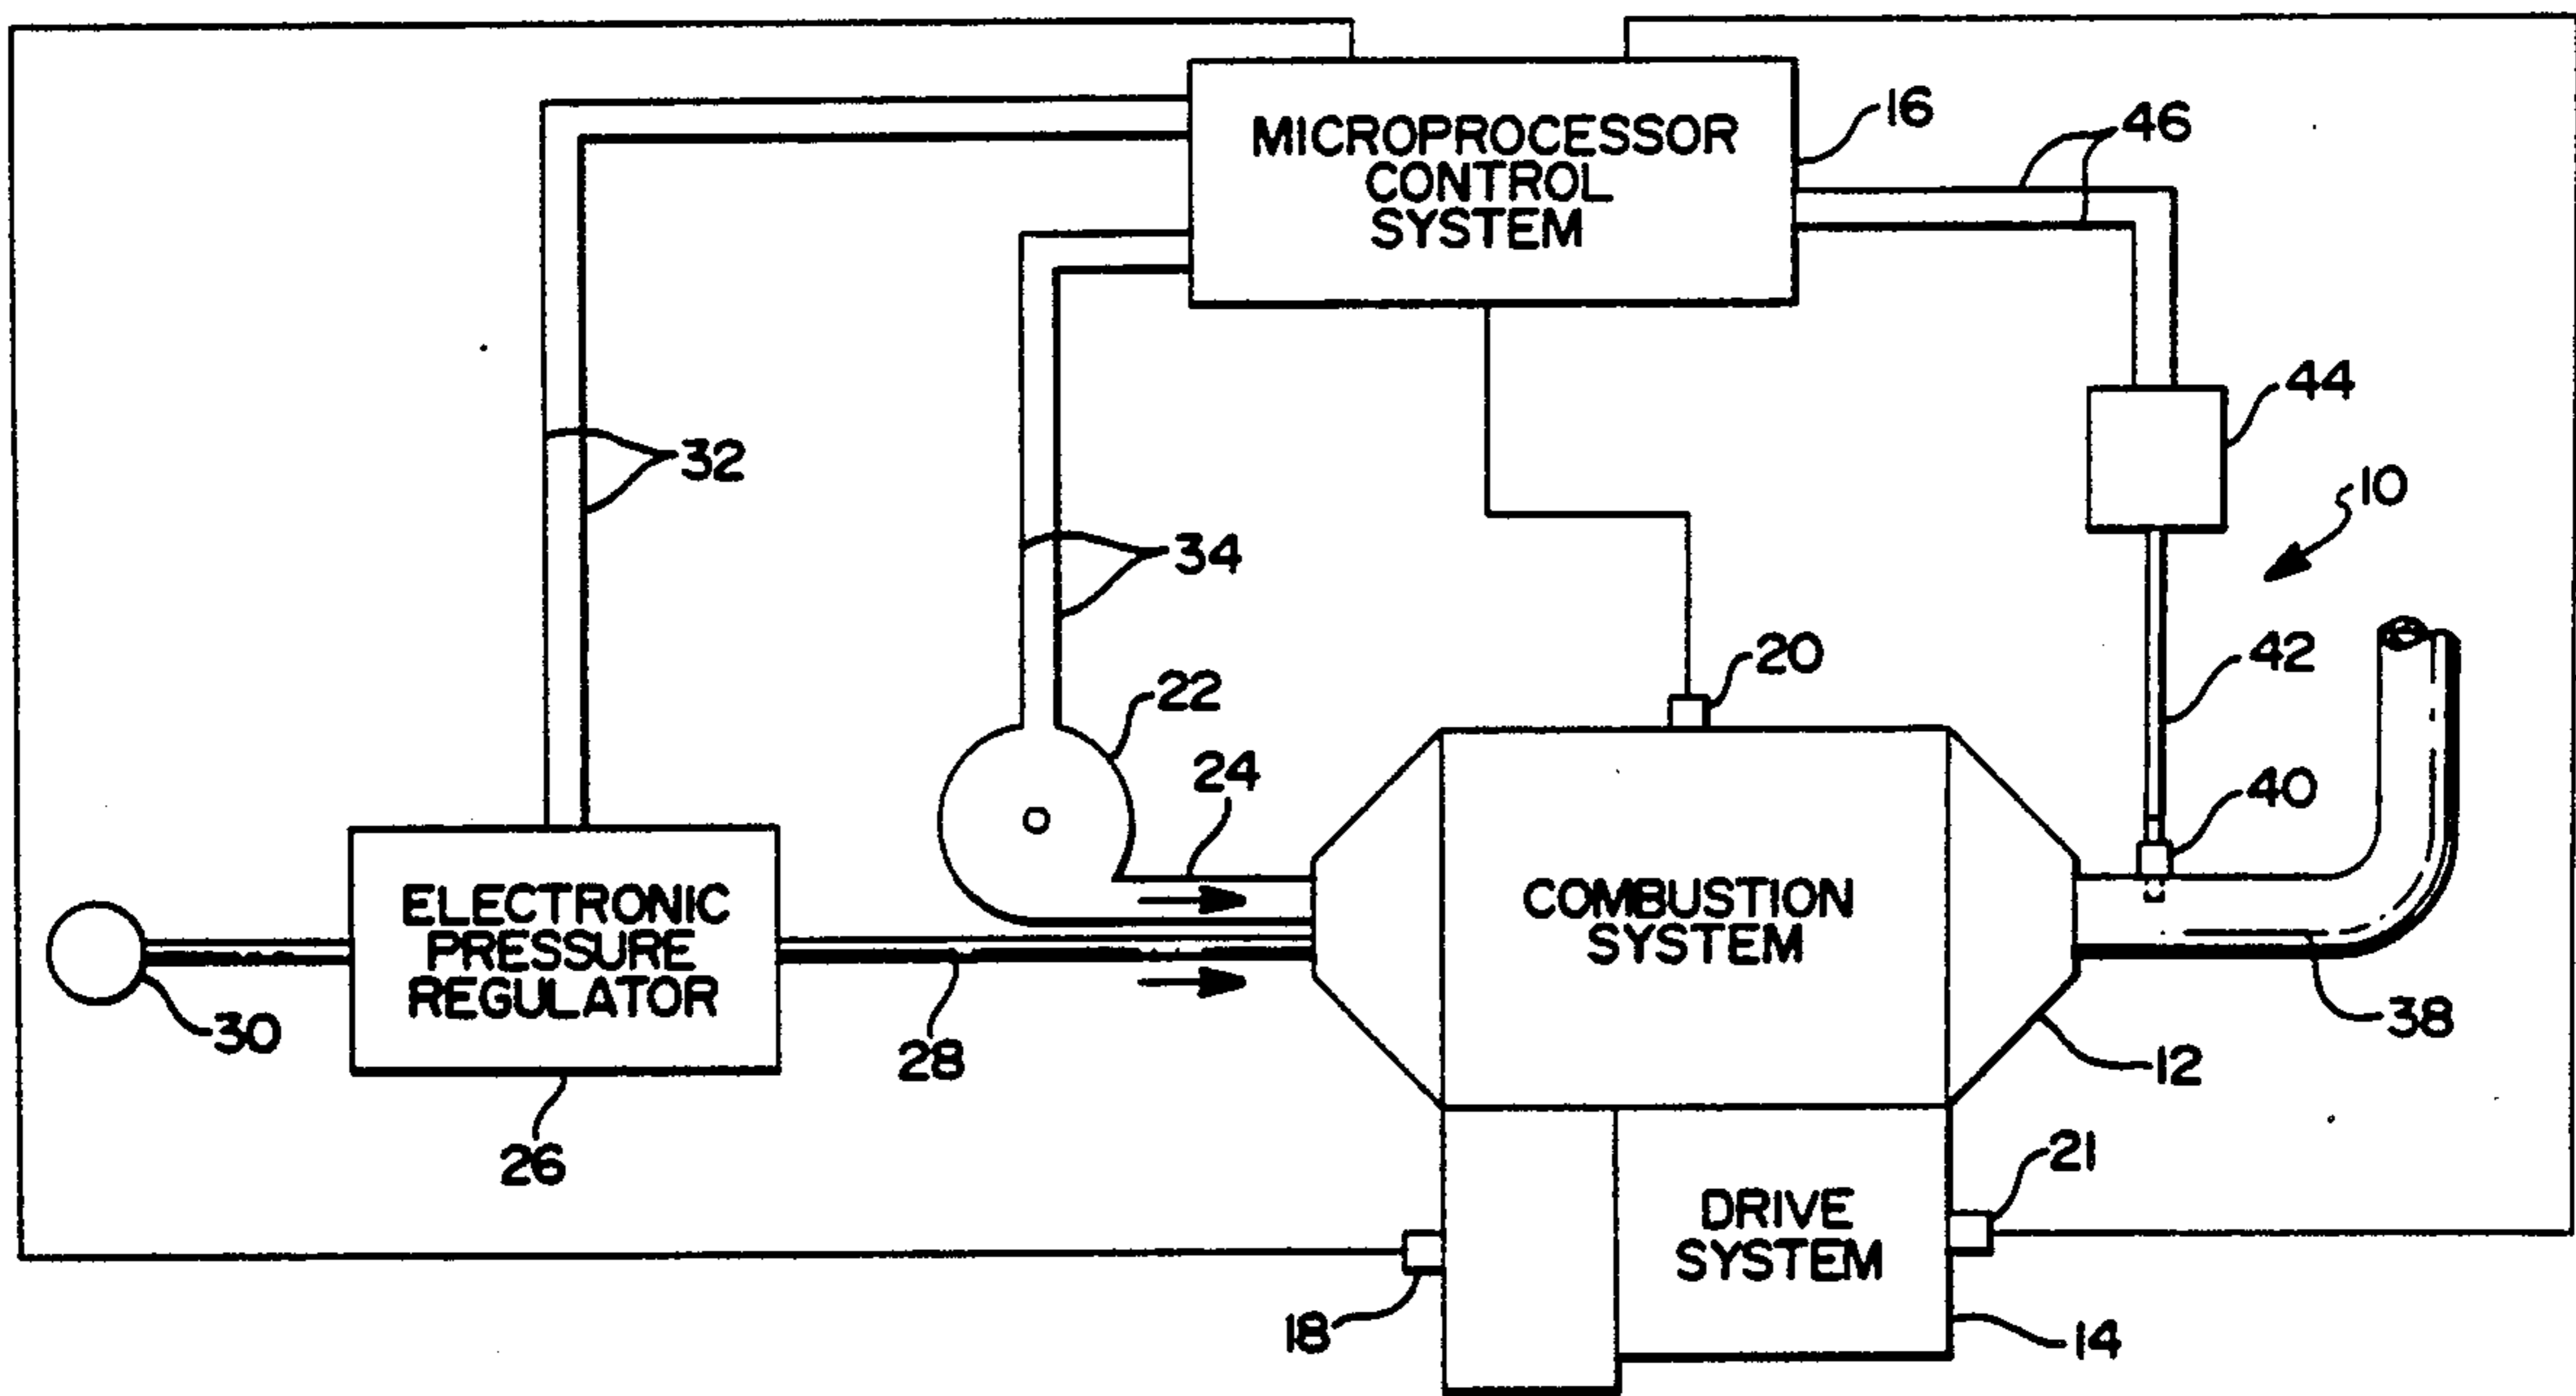 MICROPROCESSOR
CONTROL
SYSTEM
16
46
44
32
10
34
20
42
22
24
40
ELECTRONIC
PRESSURE
REGULATOR
COMBUSTION
SYSTEM
30
28
38
12
26
21
DRIVE
SYSTEM
18
14